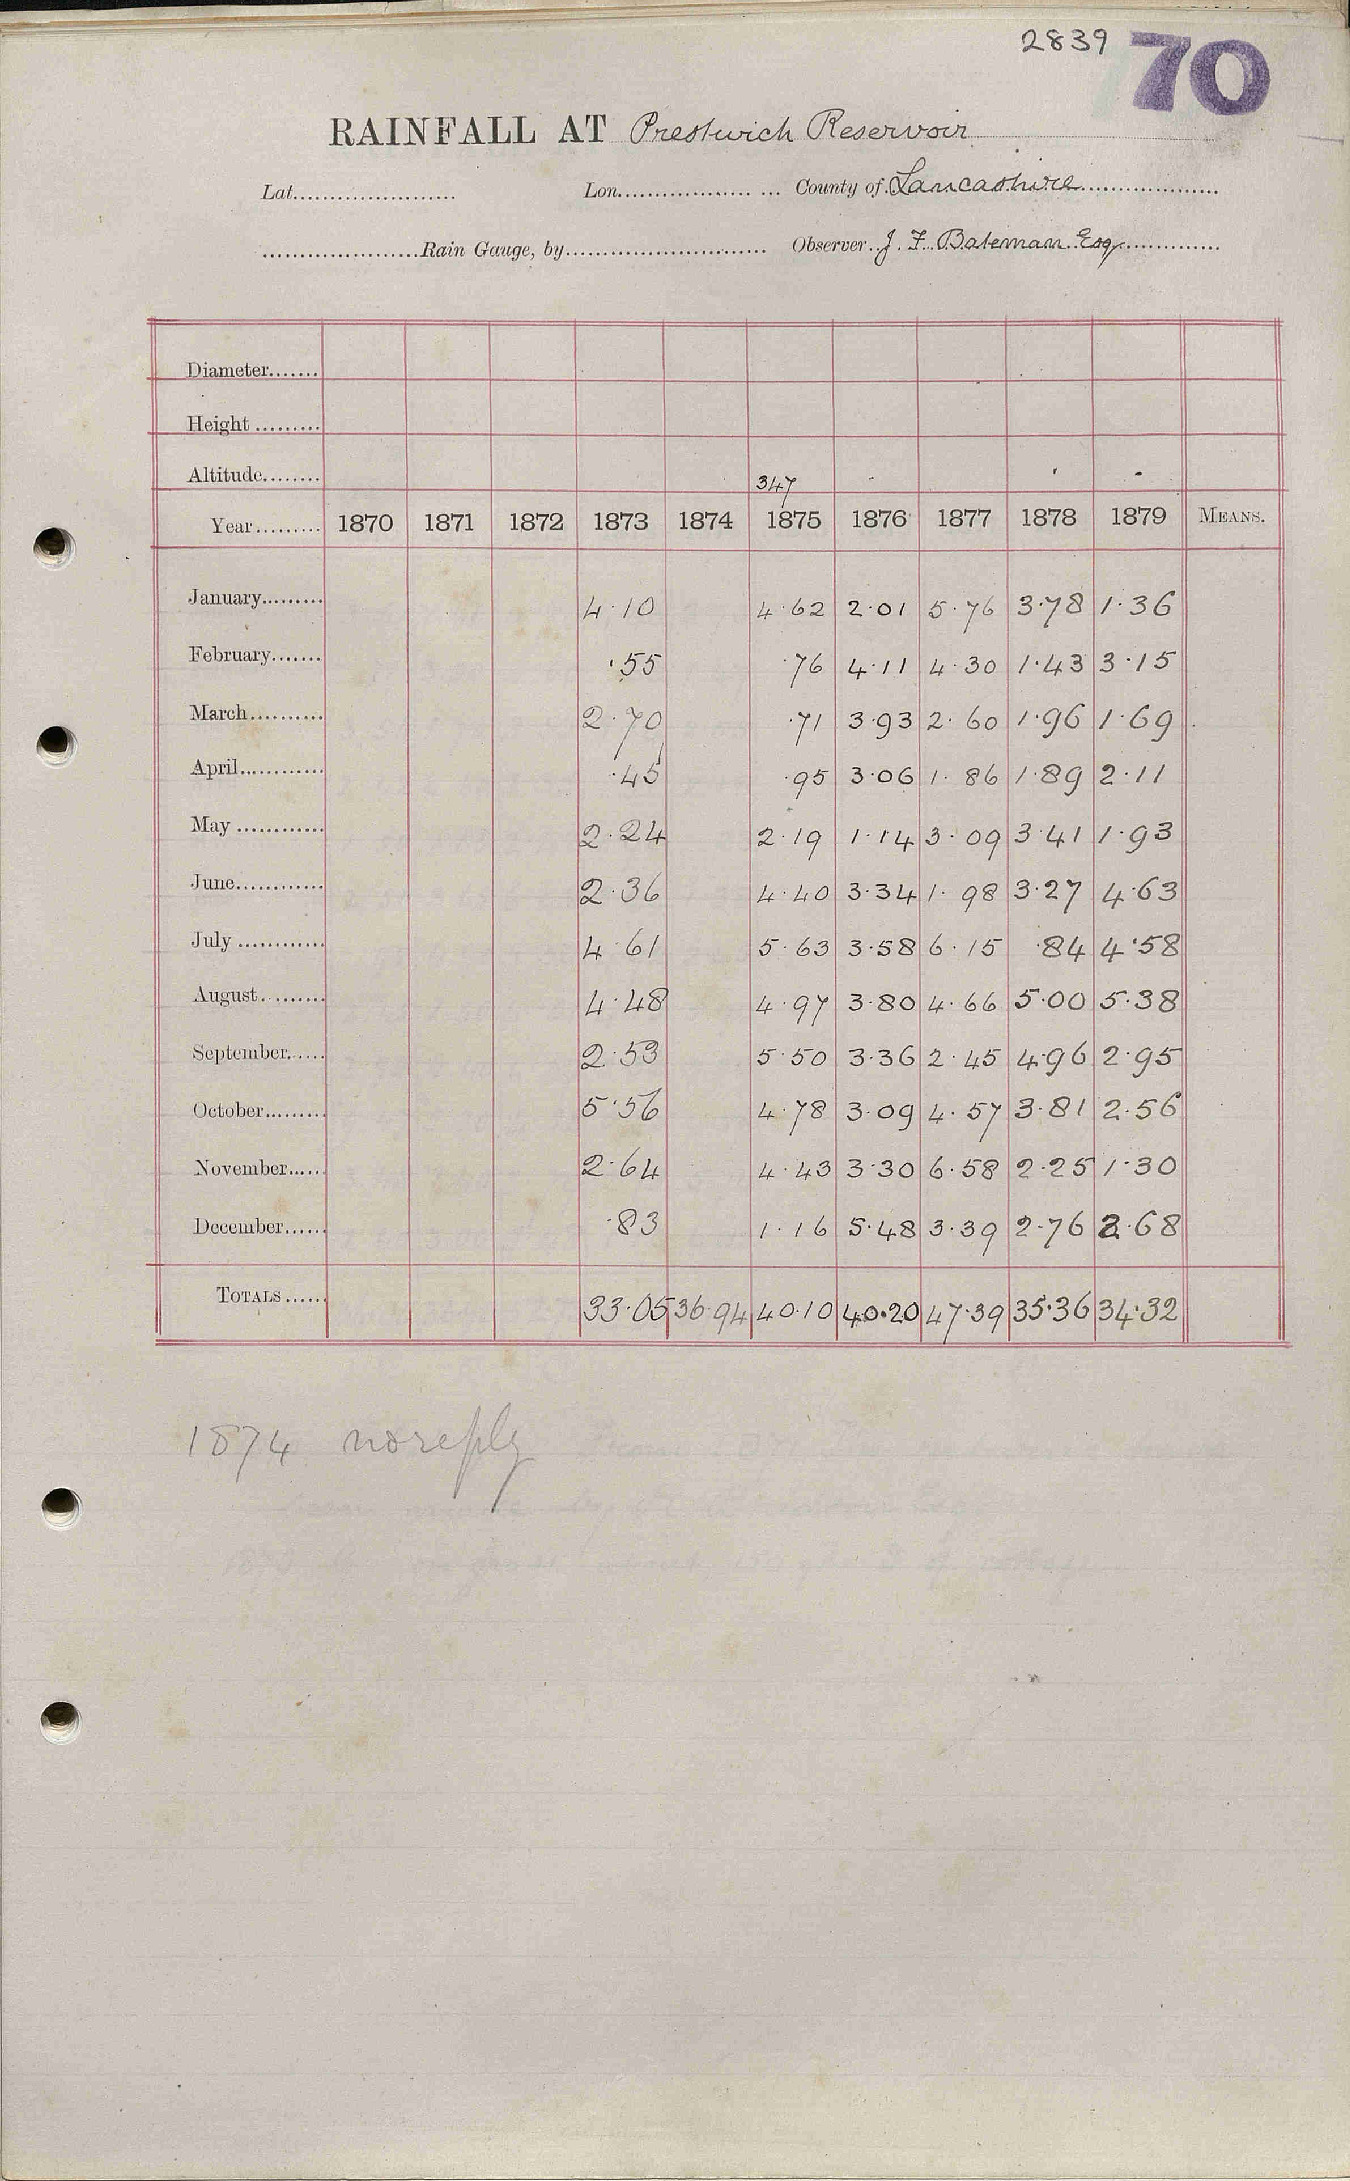 2839 70
RAINFALL AT Prestwich Reservoir
Lat...................... Lon.................. ... County of Lancashire
.....................Rain Gauge, by........................... Observer J. F. Bateman Esq
Diameter.......
Height .........
Altitude........ 347
Year......... 1870 1871 1872 1873 1874 1875 1876 1877 1878 1879 MEANS.
January......... 4.10 4.62 2.01 5.76 3.78 1.36
February....... .55 .76 4.11 4.30 1.43 3.15
March.......... 2.70 .71 3.93 2.60 1.96 1.69
April............ .45 .95 3.06 1.86 1.89 2.11
May ............ 2.24 2.19 1.14 3.09 3.41 1.93
June............ 2.36 4.40 3.34 1.98 3.27 4.63
July ............ 4.61 5.63 3.58 6.15 .84 4.58
August.......... 4.48 4.97 3.80 4.66 5.00 5.38
September...... 2.53 5.50 3.36 2.45 4.96 2.95
October......... 5.56 4.78 3.09 4.57 3.81 2.56
November...... 2.64 4.43 3.30 6.58 2.25 1.30
December...... .83 1.16 5.48 3.39 2.76 2.68
TOTALS...... 33.05 36.94 40.10 40.20 47.39 35.36 34.32
1874 no reply